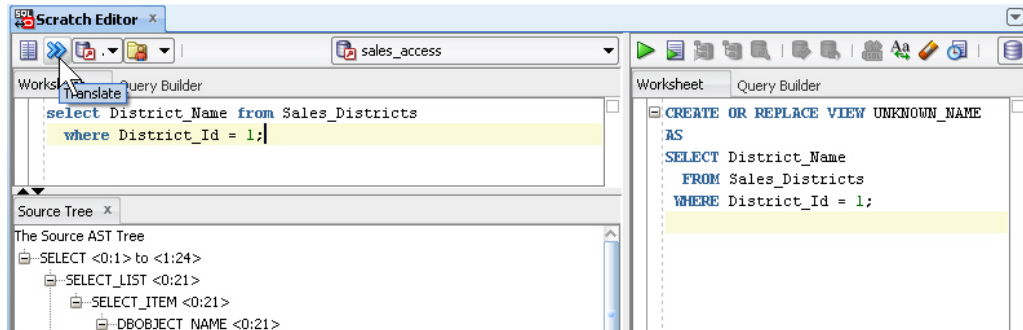 Scratch Editor
sales_access
Worksheet Query Builder
Translate
select District_Name from Sales_Districts
where District_Id = 1;
Source Tree
The Source AST Tree
SELECT <0:1> to <1:24>
SELECT_LIST <0:21>
SELECT_ITEM <0:21>
DBOBJECT_NAME <0:21>
Worksheet Query Builder
CREATE OR REPLACE VIEW UNKNOWN_NAME
AS
SELECT District_Name
FROM Sales_Districts
WHERE District_Id = 1;